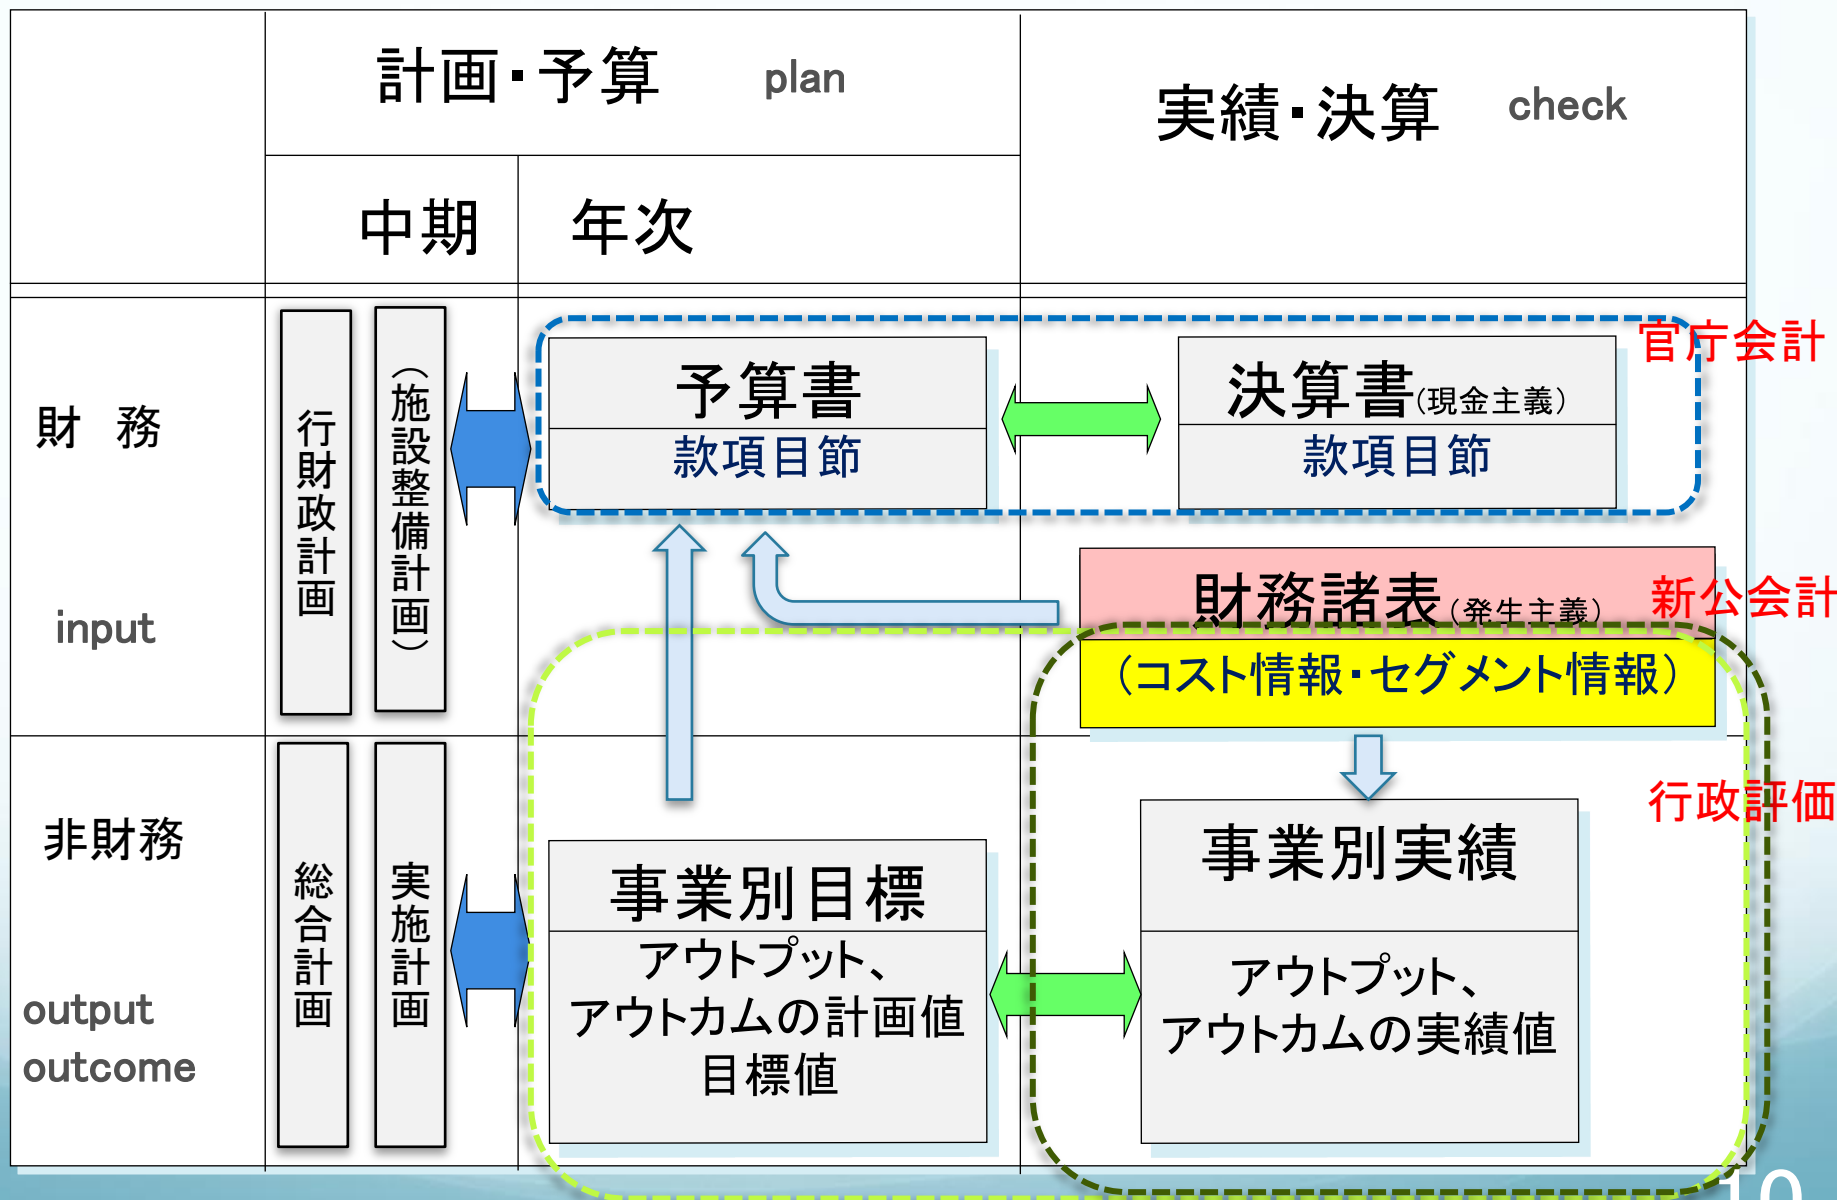 計画・予算 plan
実績・決算 check
中期
年次
財 務
input
行財政計画
（施設整備計画）
予算書
款項目節
決算書(現金主義）
款項目節
官庁会計
財務諸表（発生主義）
（コスト情報・セグメント情報）
新公会計
非財務
output
outcome
総合計画
実施計画
事業別目標
アウトプット、
アウトカムの計画値
目標値
事業別実績
アウトプット、
アウトカムの実績値
行政評価
10